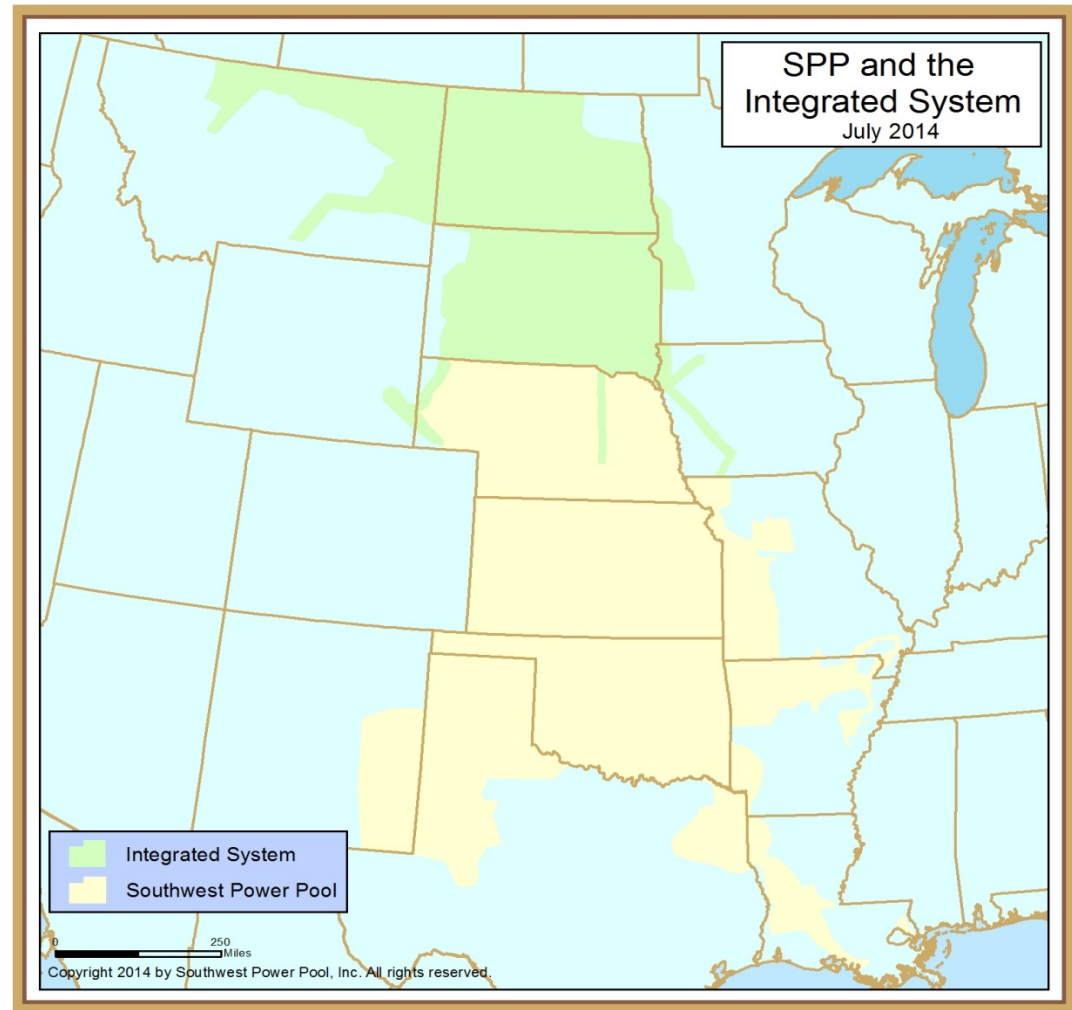 SPP and the
Integrated System
July 2014
Integrated System
Southwest Power Pool
0 250
Miles
Copyright 2014 by Southwest Power Pool, Inc. All rights reserved.